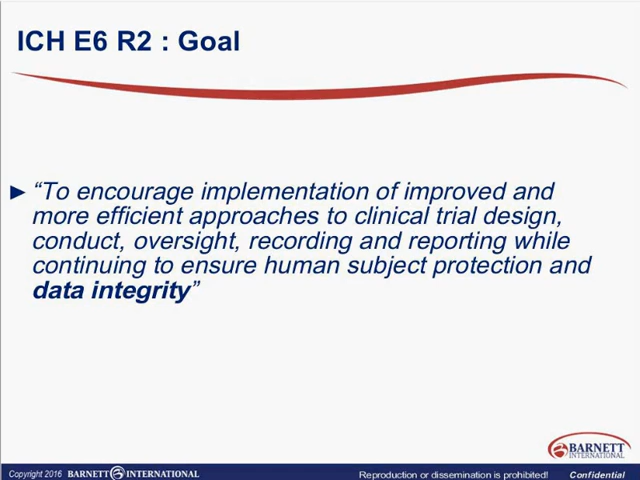 ICH E6 R2 : Goal
► “To encourage implementation of improved and
more efficient approaches to clinical trial design,
conduct, oversight, recording and reporting while
continuing to ensure human subject protection and
data integrity”
BARNETT
INTERNATIONAL
Copyright 2016 BARNETT INTERNATIONAL Reproduction or dissemination is prohibited! Confidential